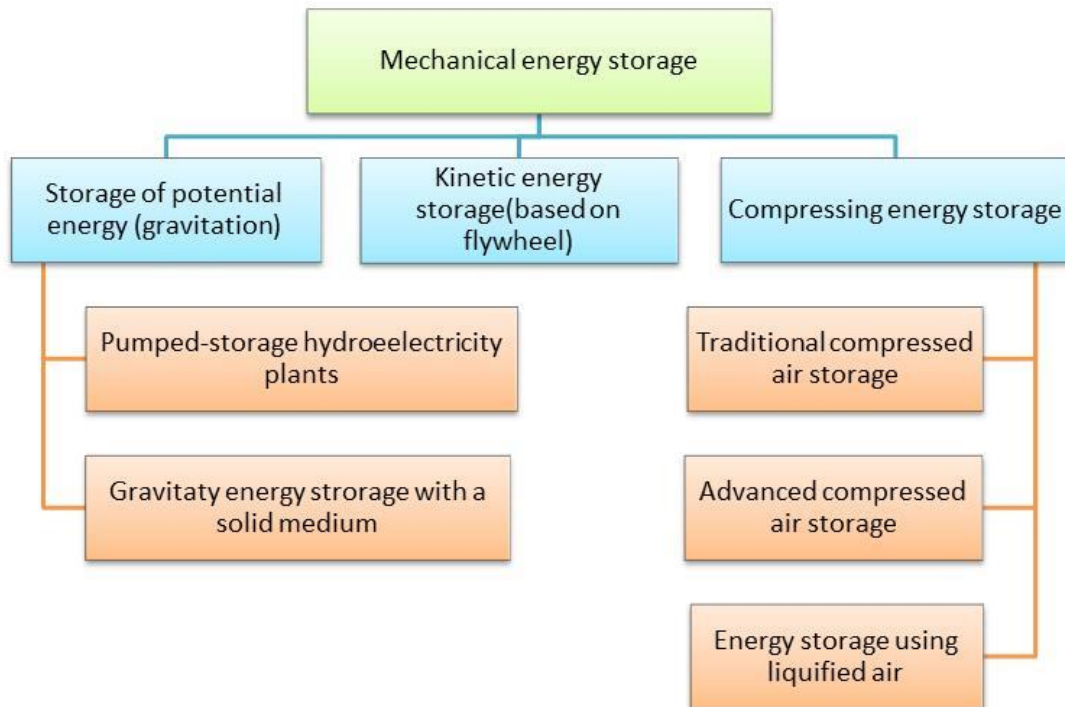 Mechanical energy storage
Storage of potential
energy (gravitation)
Kinetic energy
storage(based on
flywheel)
Compressing energy storage
Pumped-storage hydroeelectricity
plants
Gravitaty energy strorage with a
solid medium
Traditional compressed
air storage
Advanced compressed
air storage
Energy storage using
liquified air